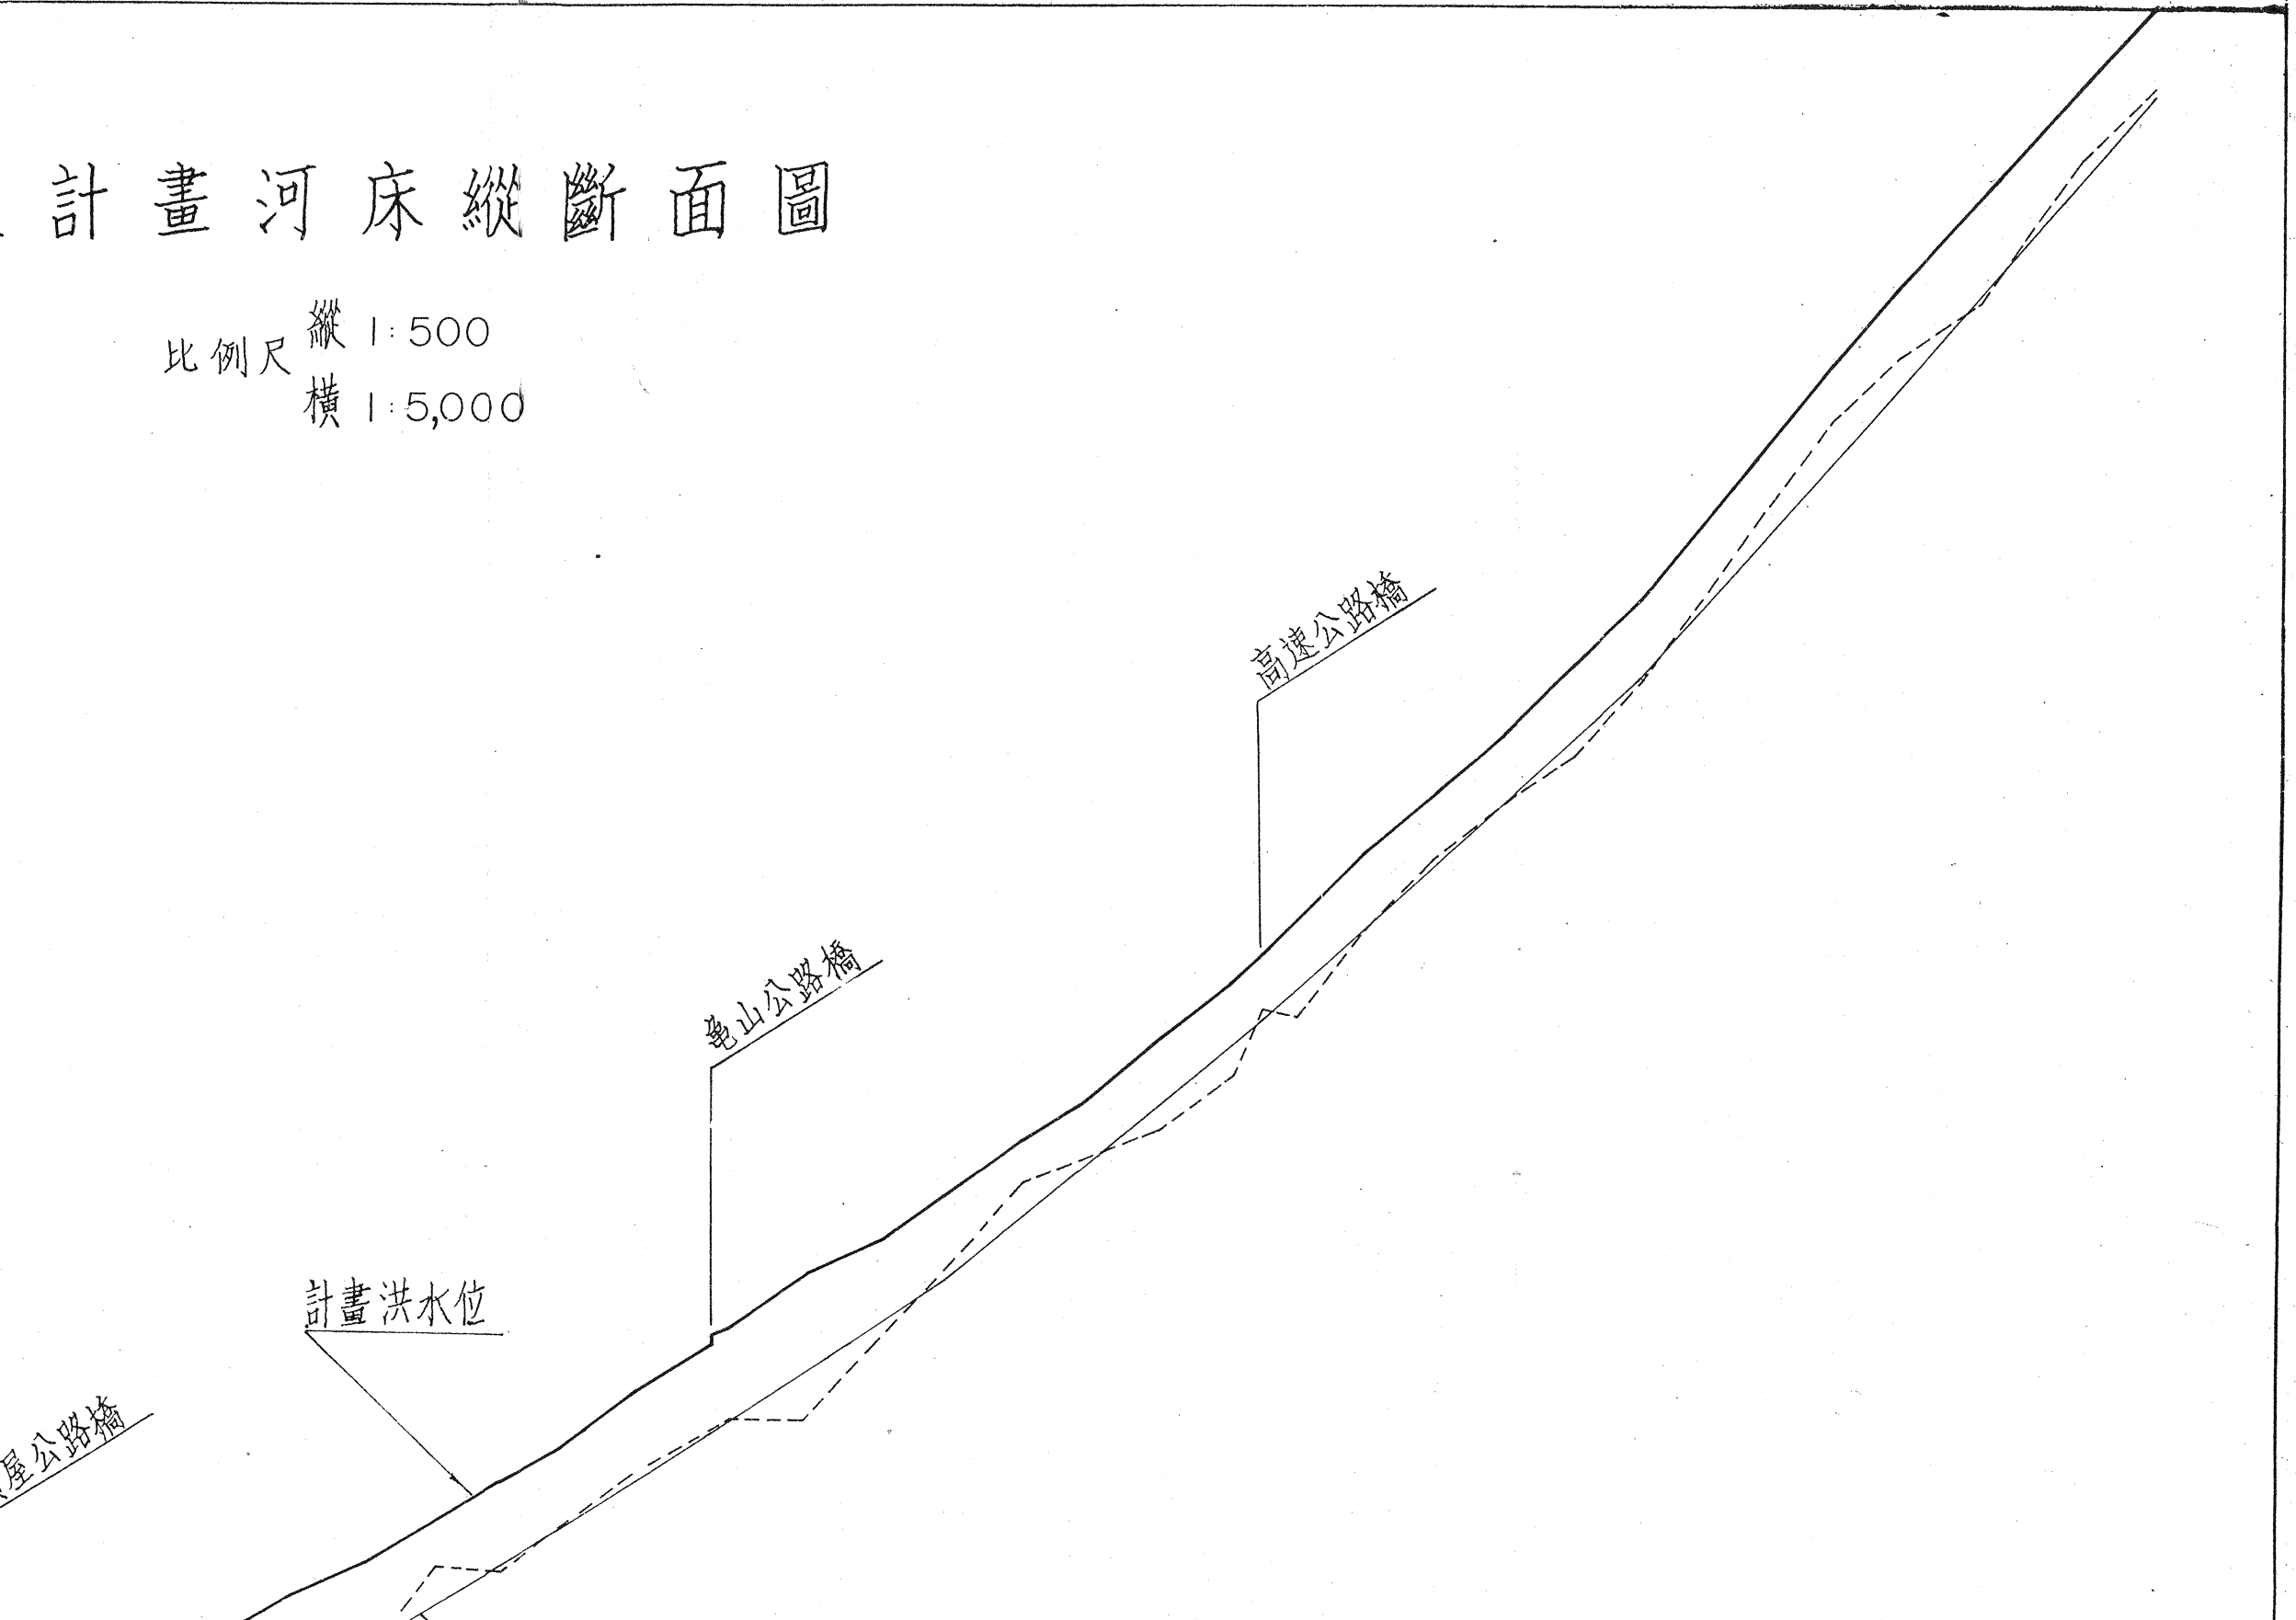 計畫河床縱斷面圖
比例尺
縱 1:500
橫 1:5,000
高速公路橋
亀山公路橋
計畫洪水位
屋公路橋